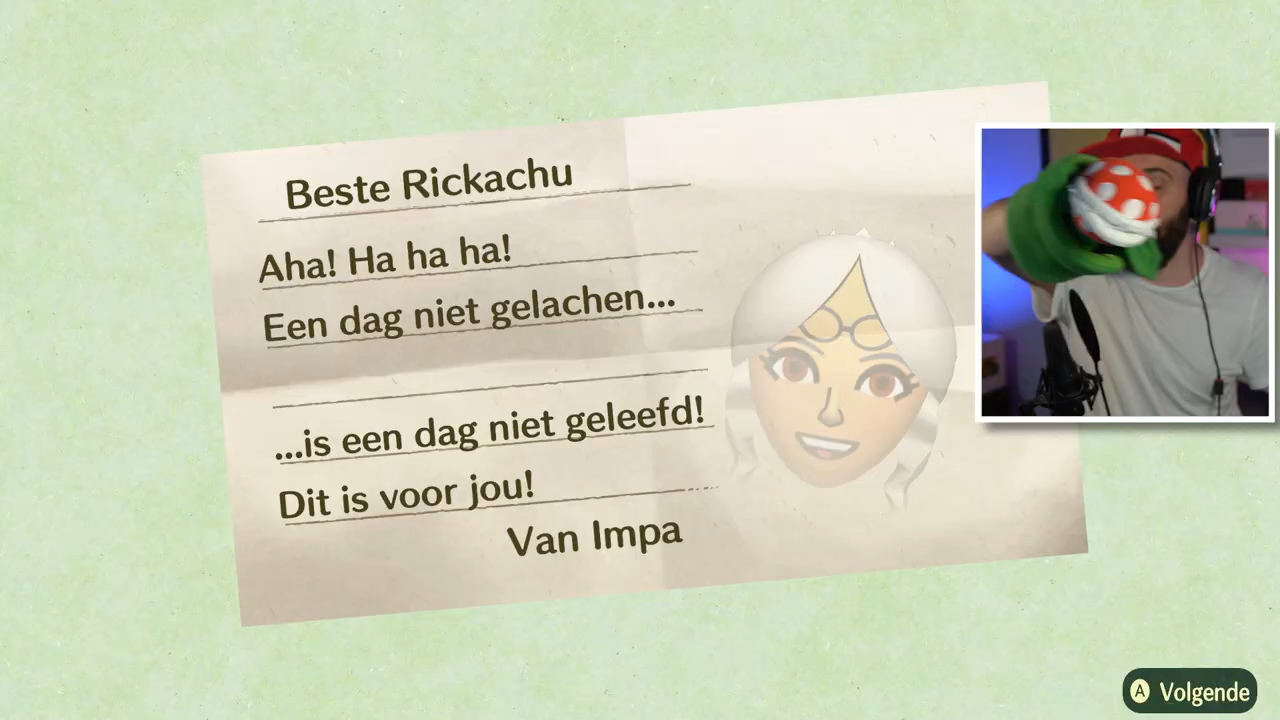 Beste Rickachu
Aha! Ha ha ha!
Een dag niet gelachen...
...is een dag niet geleefd!
Dit is voor jou!
Van Impa
A Volgende